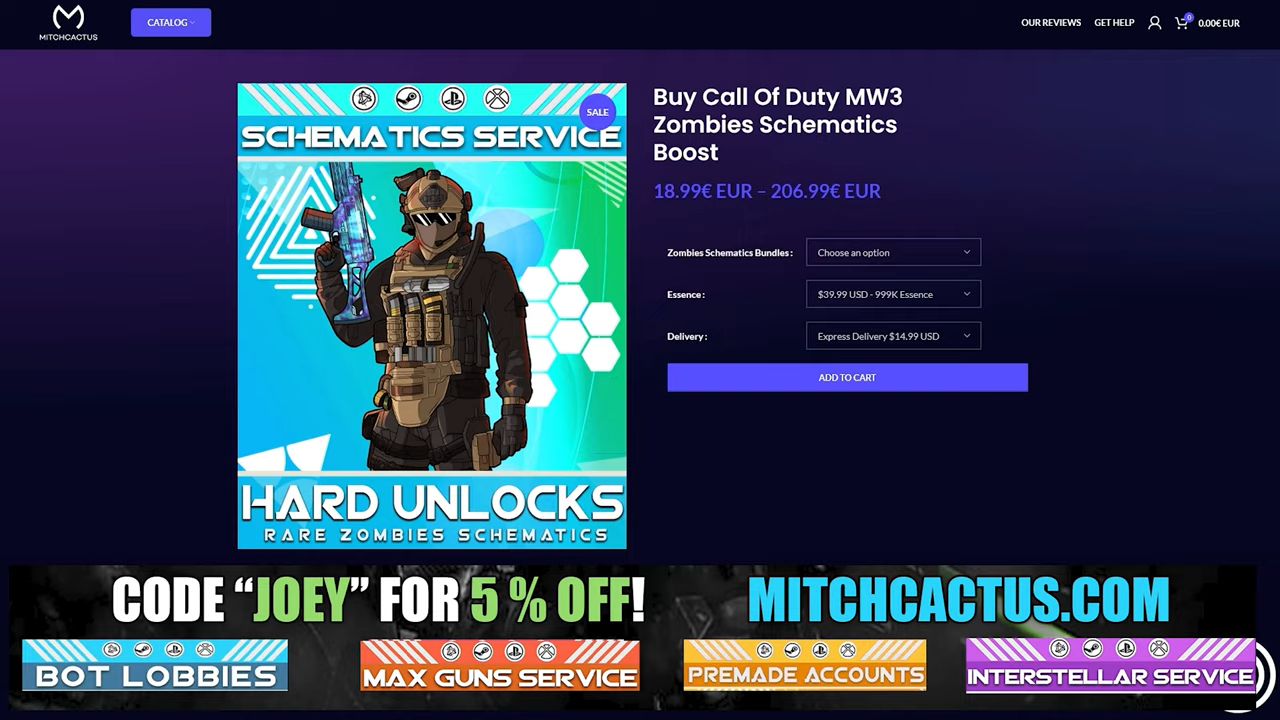 MITCHCACTUS
CATALOG
OUR REVIEWS
GET HELP
0
0.00€ EUR
SALE
SCHEMATICS SERVICE
HARD UNLOCKS
RARE ZOMBIES SCHEMATICS
Buy Call Of Duty MW3
Zombies Schematics
Boost
18.99€ EUR – 206.99€ EUR
Zombies Schematics Bundles :
Choose an option
Essence :
$39.99 USD - 999K Essence
Delivery :
Express Delivery $14.99 USD
ADD TO CART
CODE “JOEY” FOR 5 % OFF!
MITCHCACTUS.COM
BOT LOBBIES
MAX GUNS SERVICE
PREMADE ACCOUNTS
INTERSTELLAR SERVICE